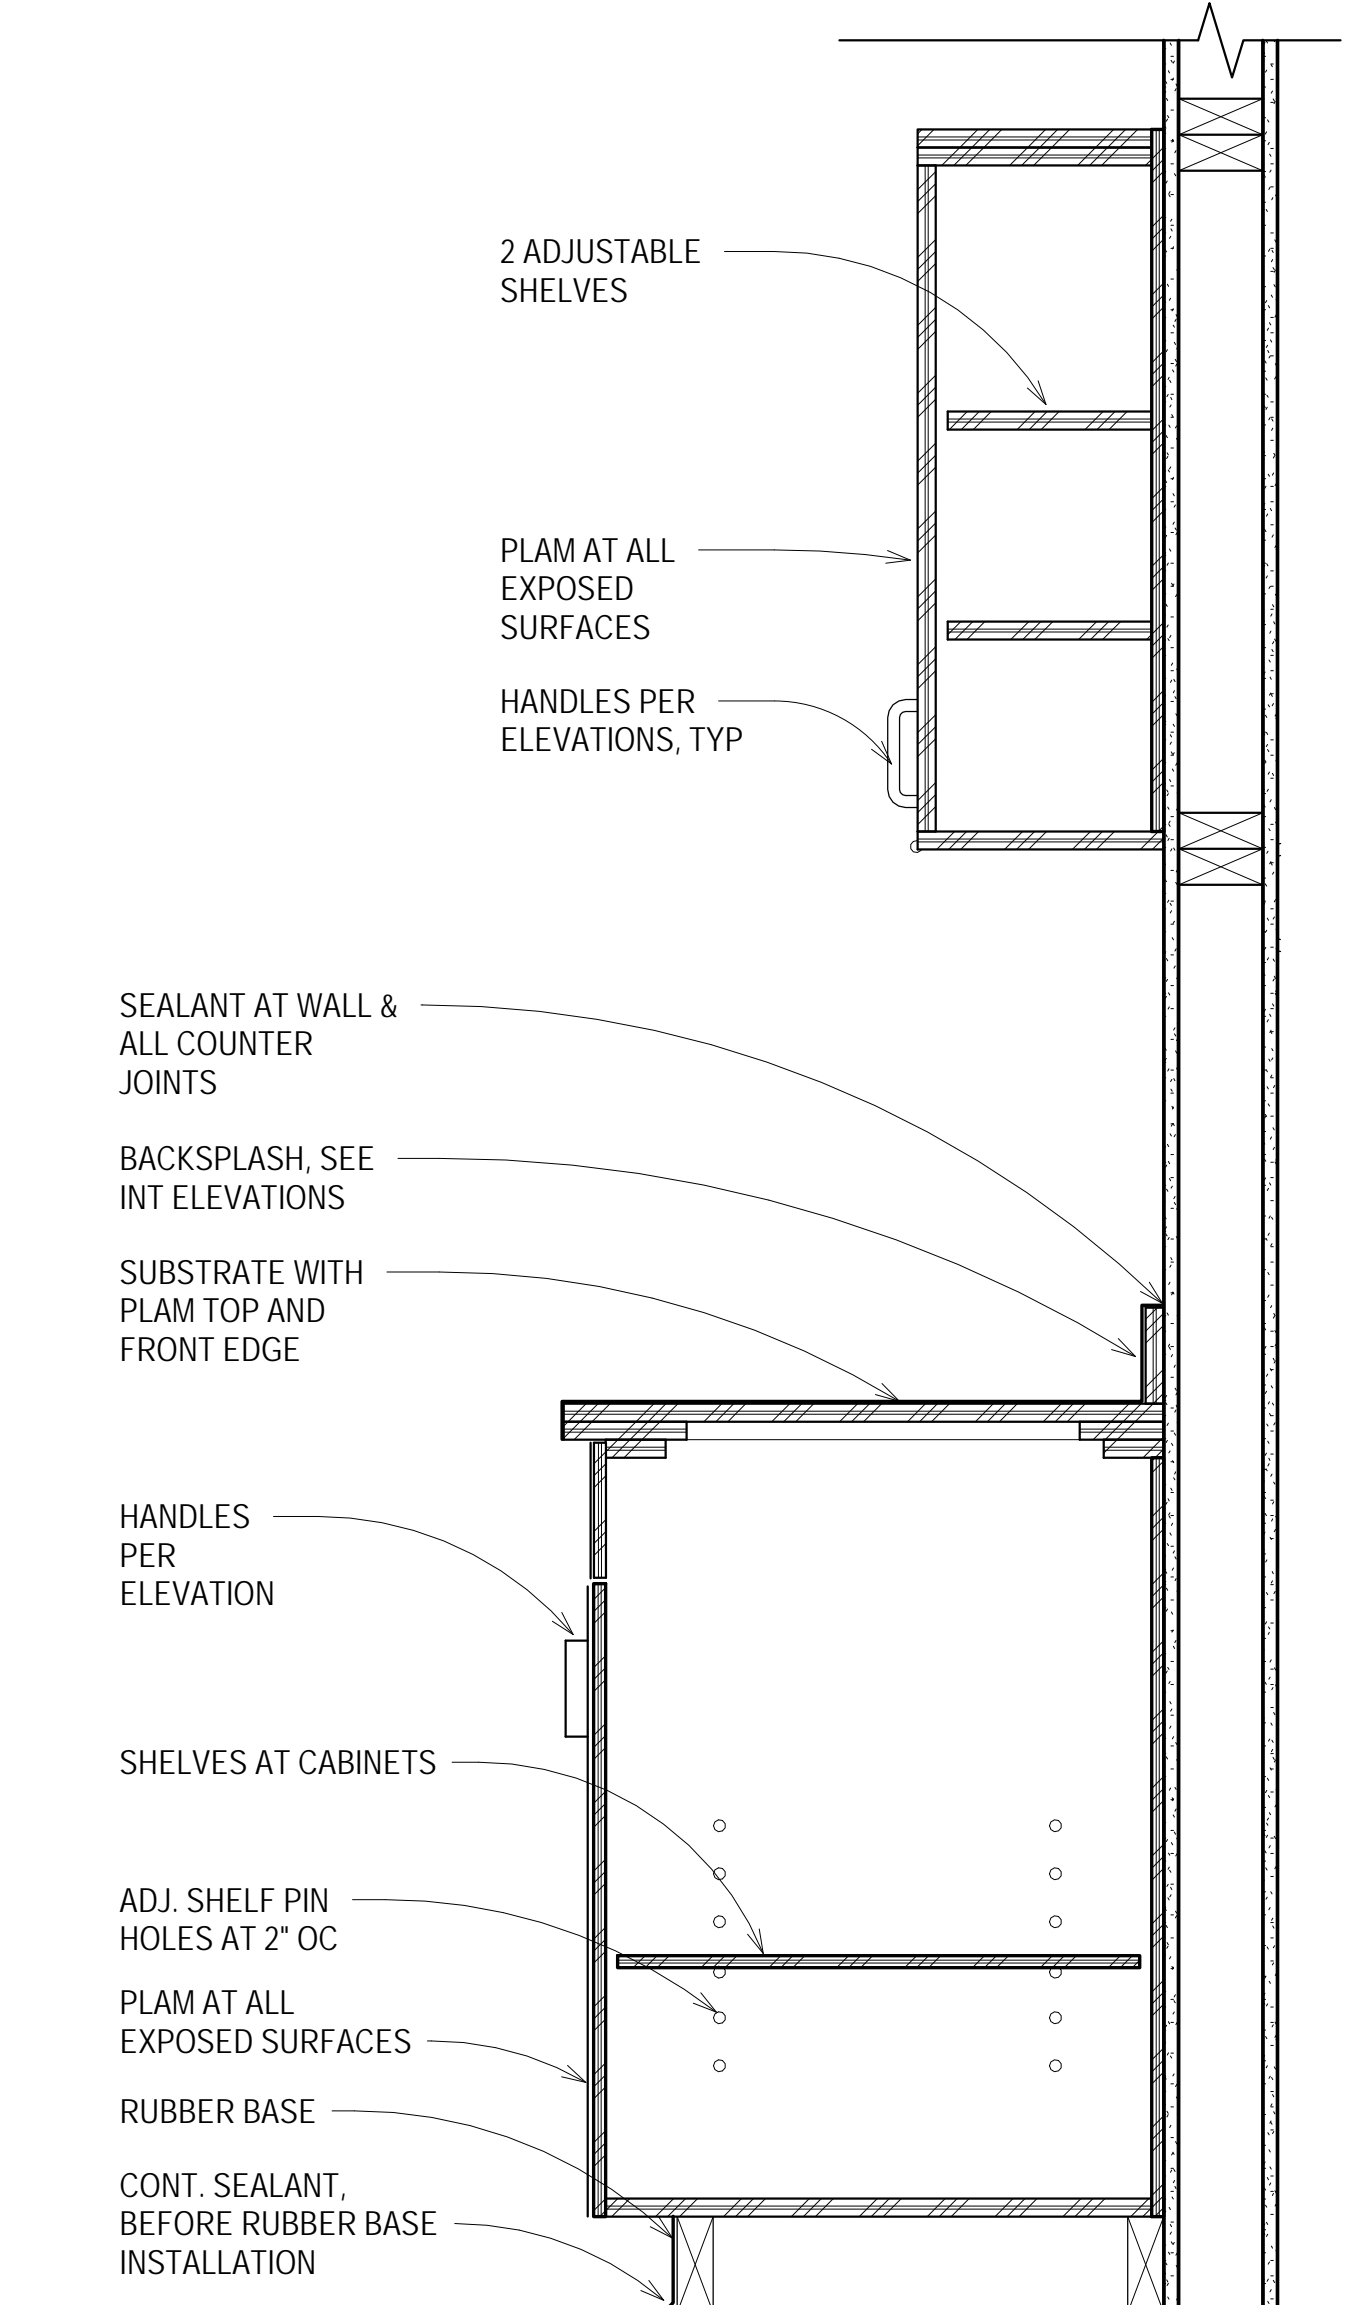 2 ADJUSTABLE
SHELVES
PLAM AT ALL
EXPOSED
SURFACES
HANDLES PER
ELEVATIONS, TYP
SEALANT AT WALL &
ALL COUNTER
JOINTS
BACKSPLASH, SEE
INT ELEVATIONS
SUBSTRATE WITH
PLAM TOP AND
FRONT EDGE
HANDLES
PER
ELEVATION
SHELVES AT CABINETS
ADJ. SHELF PIN
HOLES AT 2" OC
PLAM AT ALL
EXPOSED SURFACES
RUBBER BASE
CONT. SEALANT,
BEFORE RUBBER BASE
INSTALLATION